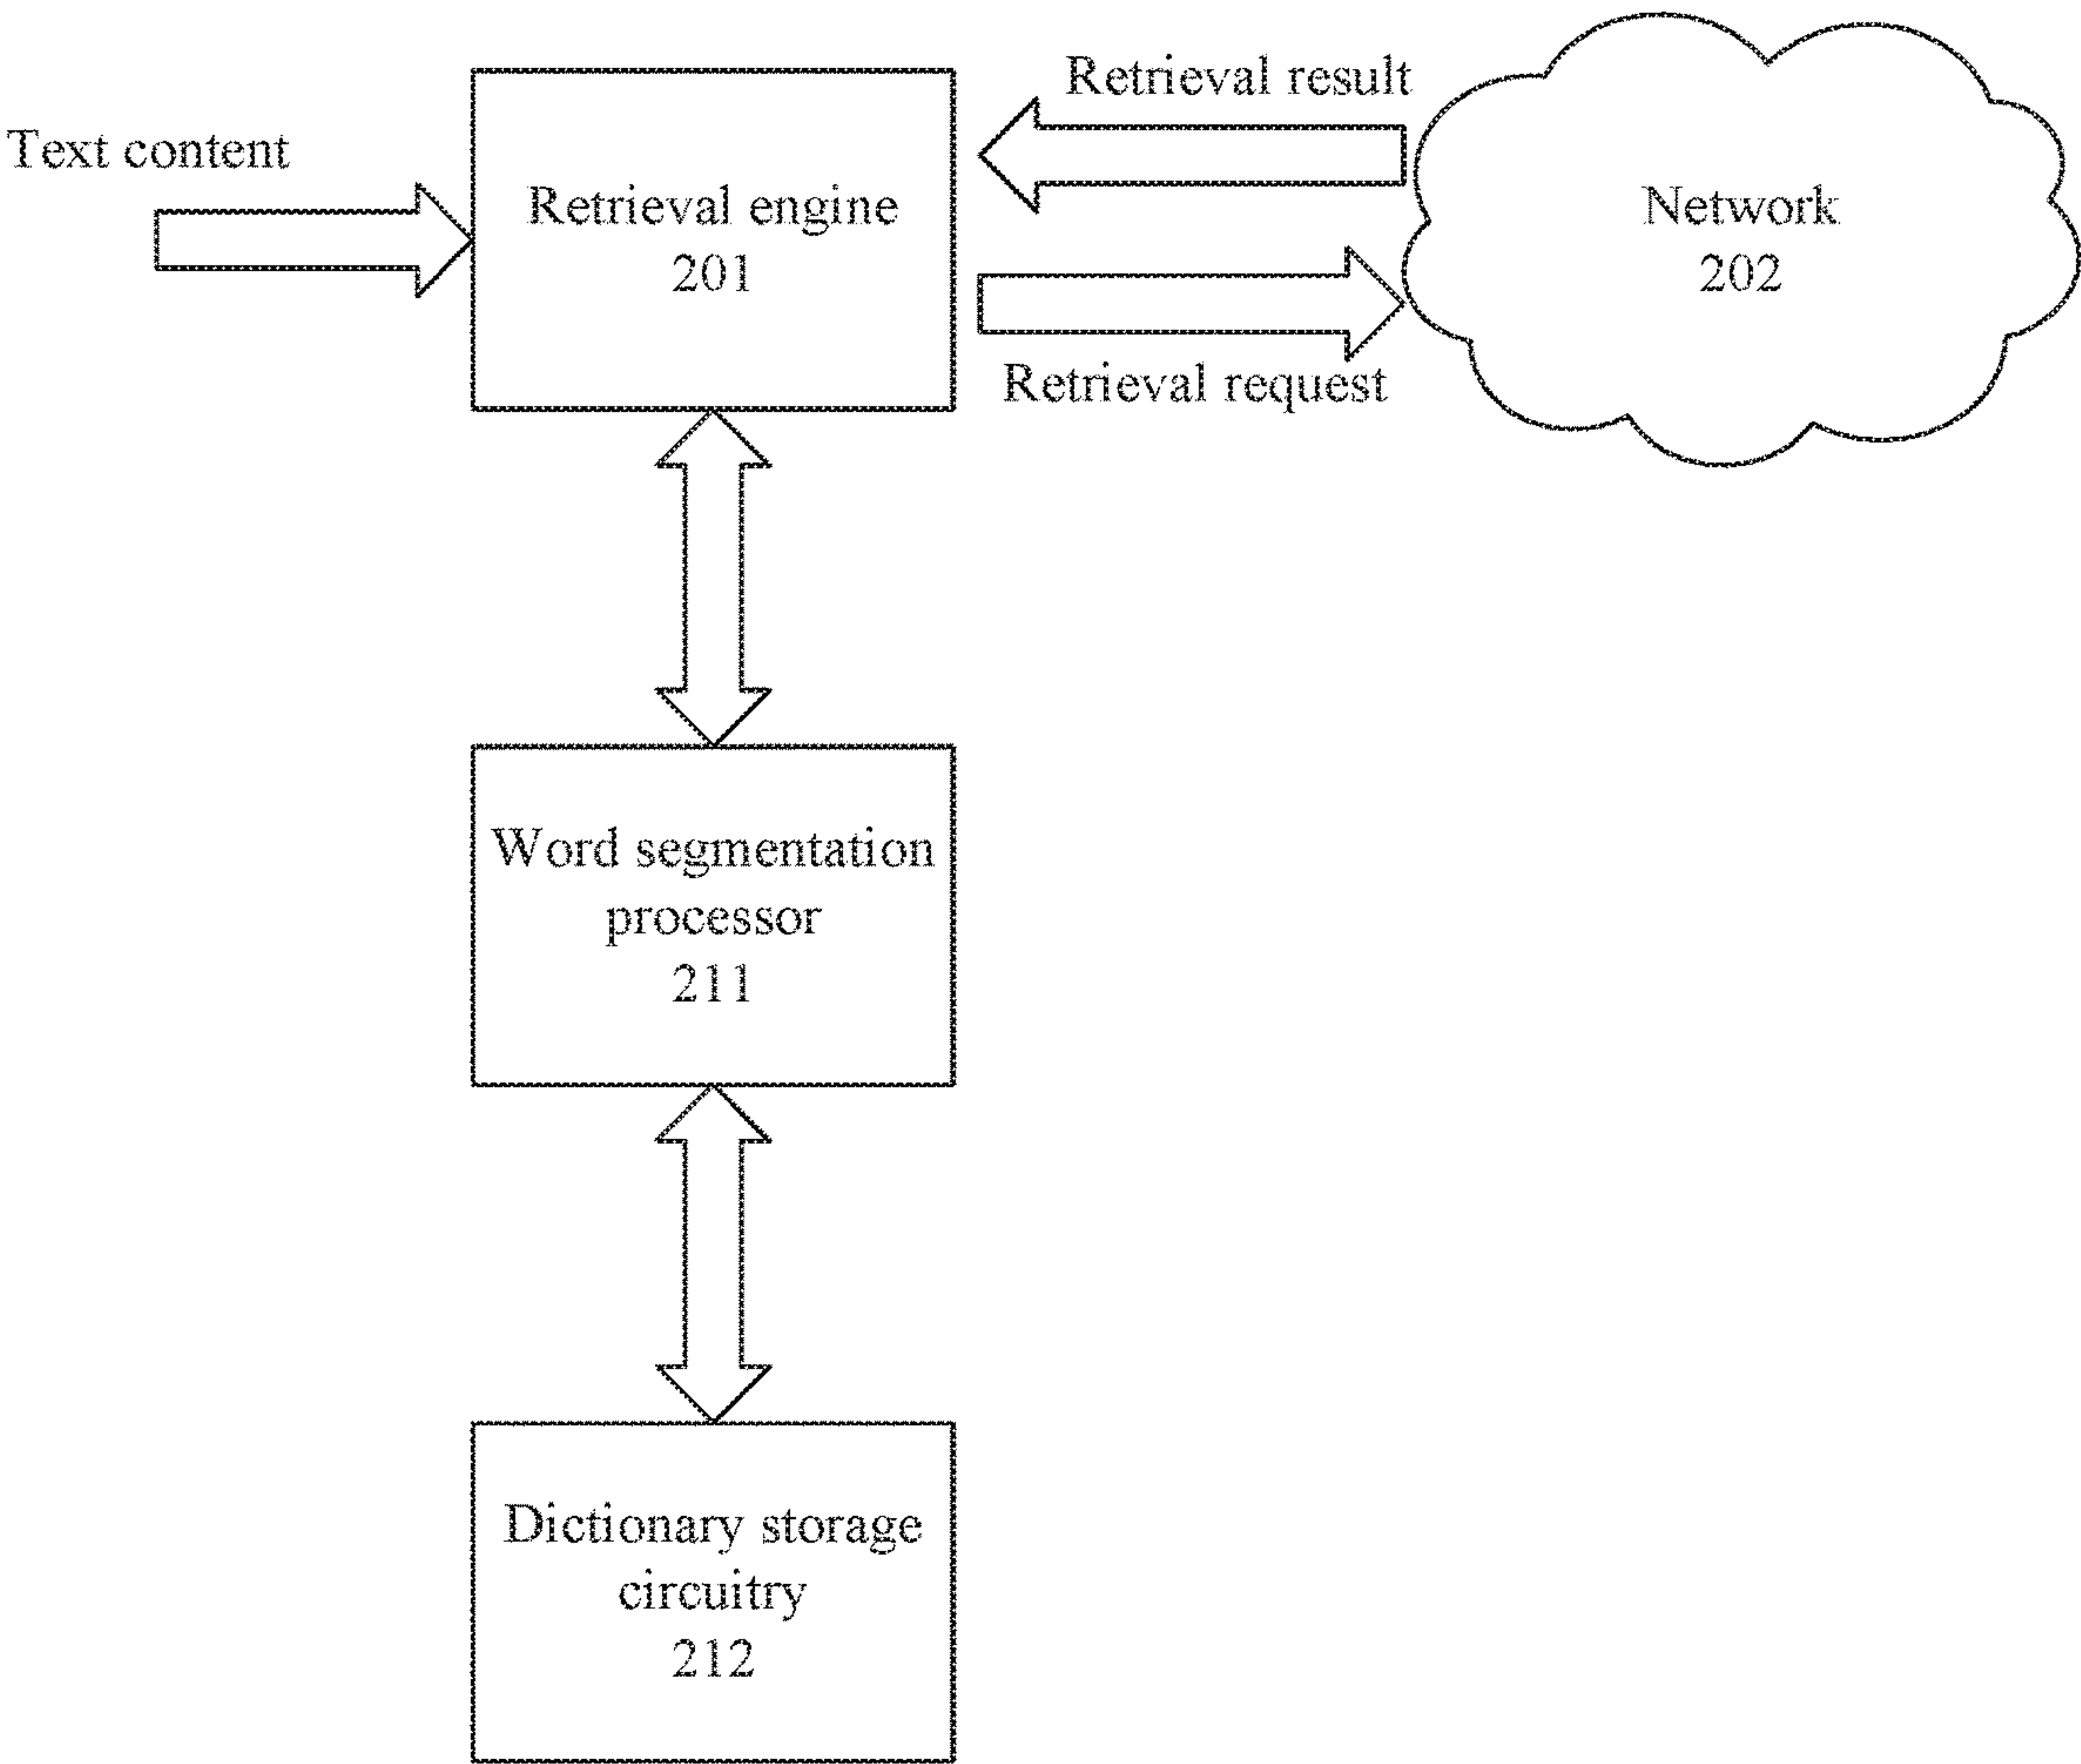 Text content
Retrieval engine
201
Retrieval result
Retrieval request
Network
202
Word segmentation
processor
211
Dictionary storage
circuitry
212